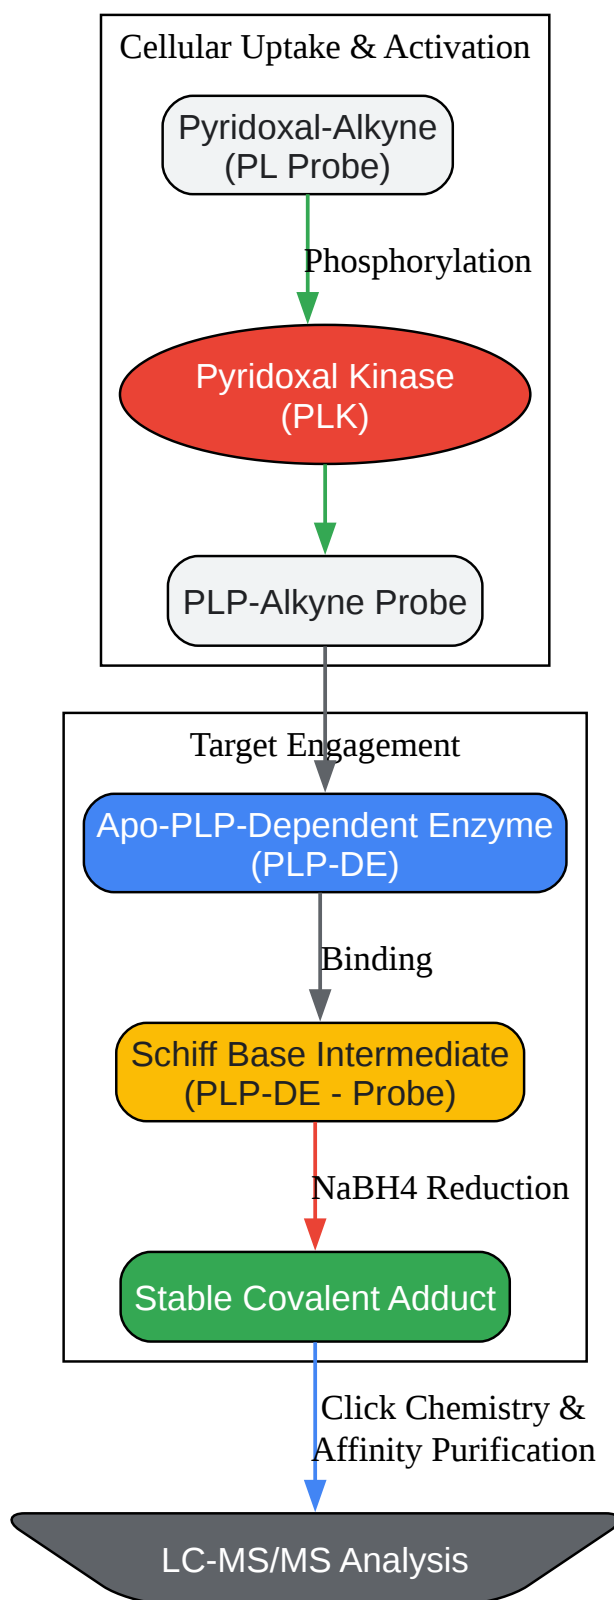 Cellular Uptake & Activation
Pyridoxal-Alkyne
(PL Probe)
Phosphorylation
Pyridoxal Kinase
(PLK)
PLP-Alkyne Probe
Target Engagement
Apo-PLP-Dependent Enzyme
(PLP-DE)
Binding
Schiff Base Intermediate
(PLP-DE - Probe)
NaBH4 Reduction
Stable Covalent Adduct
Click Chemistry &
Affinity Purification
LC-MS/MS Analysis